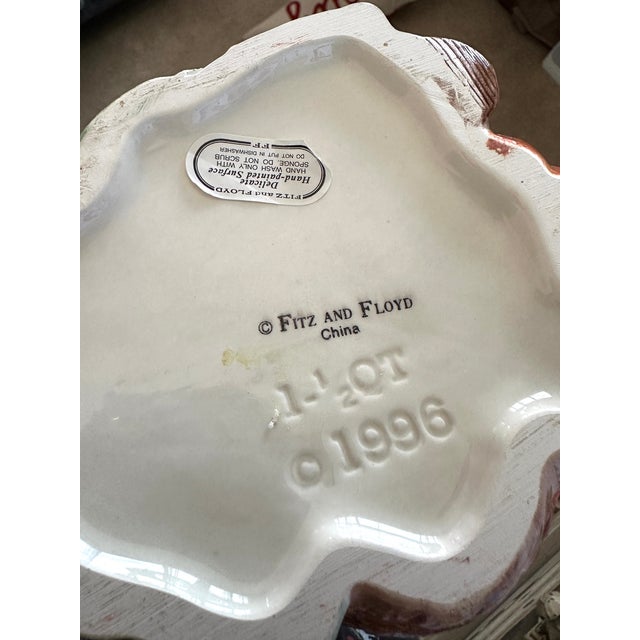 FITZ AND FLOYD
Delicate
Hand-painted Surface
HAND WASH ONLY WITH
SPONGE, DO NOT SCRUB
DO NOT PUT IN DISHWASHER
FF
© FITZ AND FLOYD
China
1-½QT
© 1996